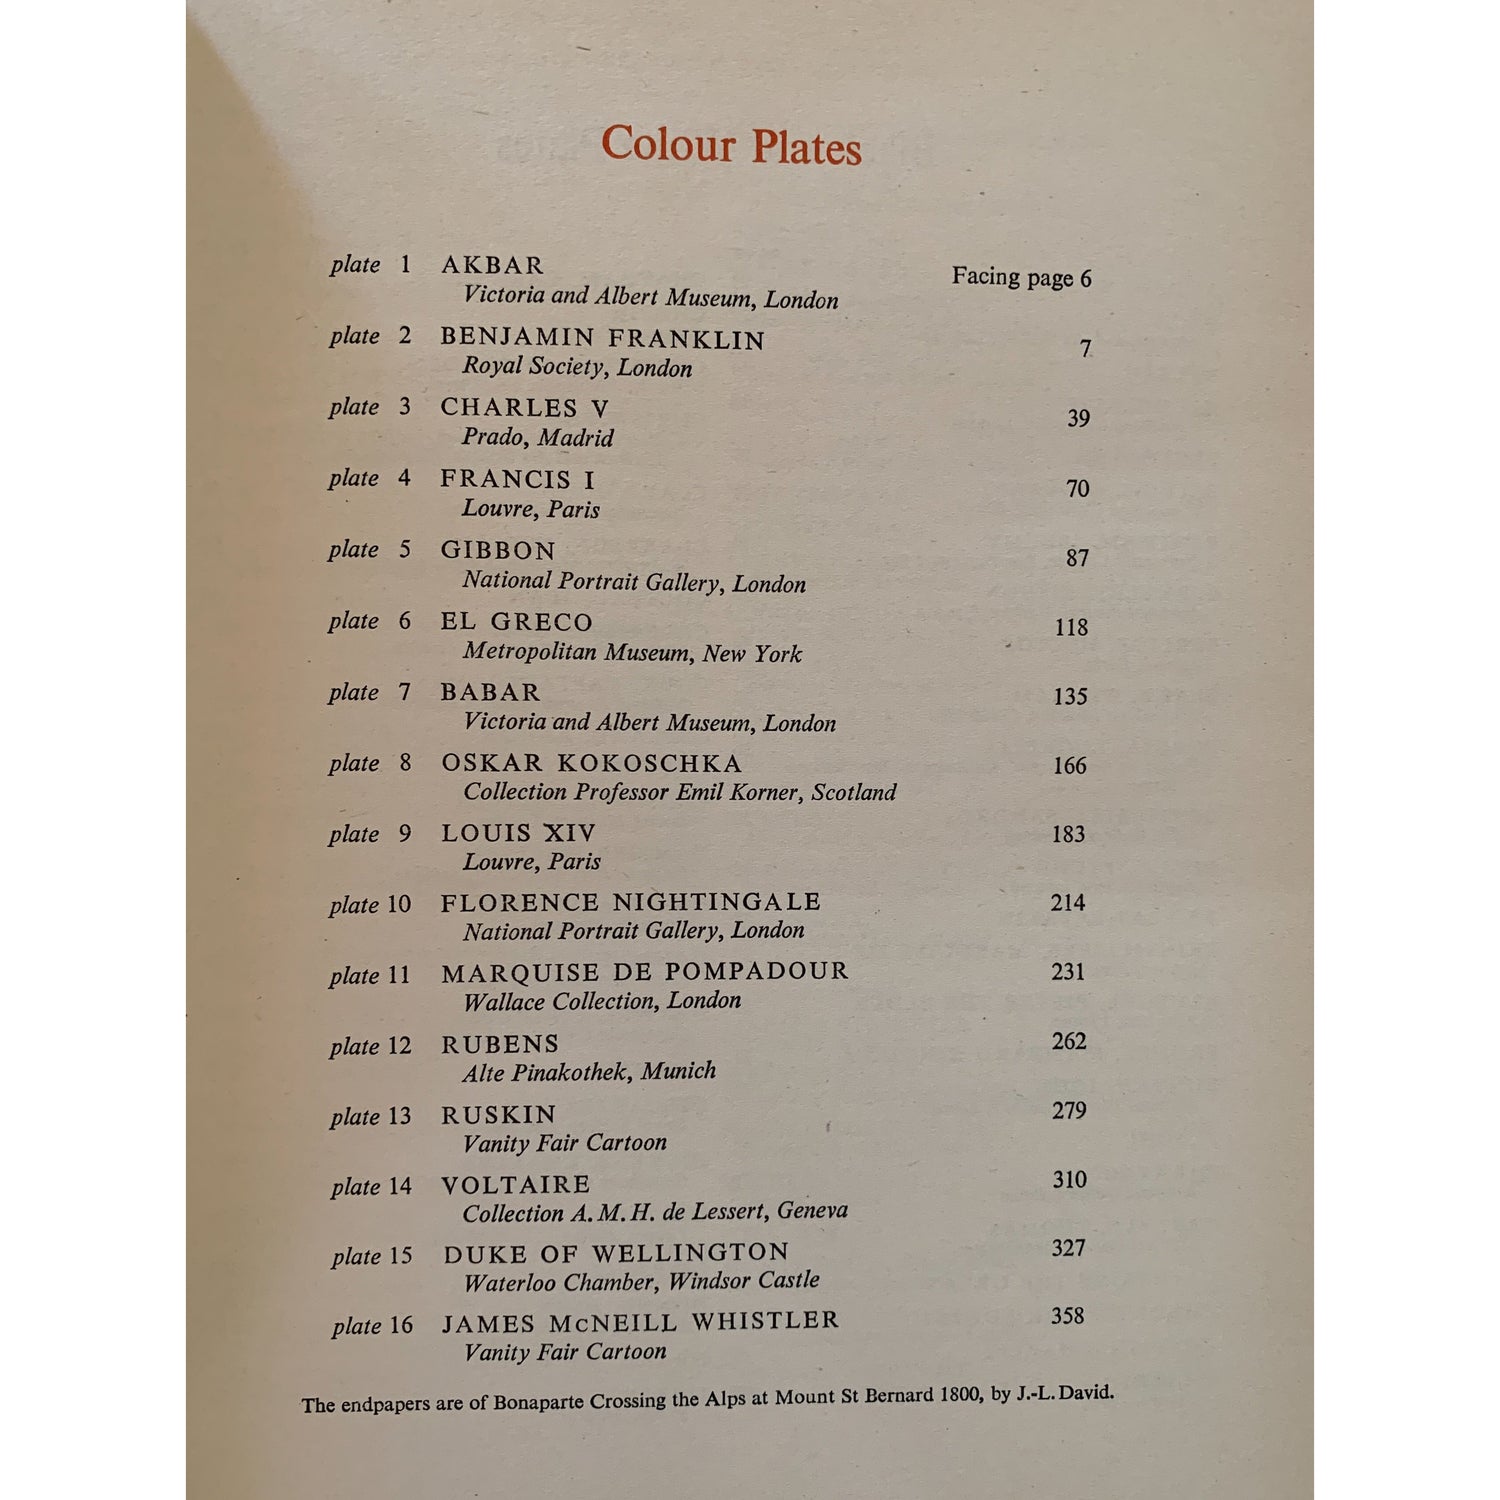 Colour Plates
plate 1 AKBAR Facing page 6
Victoria and Albert Museum, London
plate 2 BENJAMIN FRANKLIN 7
Royal Society, London
plate 3 CHARLES V 39
Prado, Madrid
plate 4 FRANCIS I 70
Louvre, Paris
plate 5 GIBBON 87
National Portrait Gallery, London
plate 6 EL GRECO 118
Metropolitan Museum, New York
plate 7 BABAR 135
Victoria and Albert Museum, London
plate 8 OSKAR KOKOSCHKA 166
Collection Professor Emil Korner, Scotland
plate 9 LOUIS XIV 183
Louvre, Paris
plate 10 FLORENCE NIGHTINGALE 214
National Portrait Gallery, London
plate 11 MARQUISE DE POMPADOUR 231
Wallace Collection, London
plate 12 RUBENS 262
Alte Pinakothek, Munich
plate 13 RUSKIN 279
Vanity Fair Cartoon
plate 14 VOLTAIRE 310
Collection A.M.H. de Lessert, Geneva
plate 15 DUKE OF WELLINGTON 327
Waterloo Chamber, Windsor Castle
plate 16 JAMES McNEILL WHISTLER 358
Vanity Fair Cartoon
The endpapers are of Bonaparte Crossing the Alps at Mount St Bernard 1800, by J.-L. David.